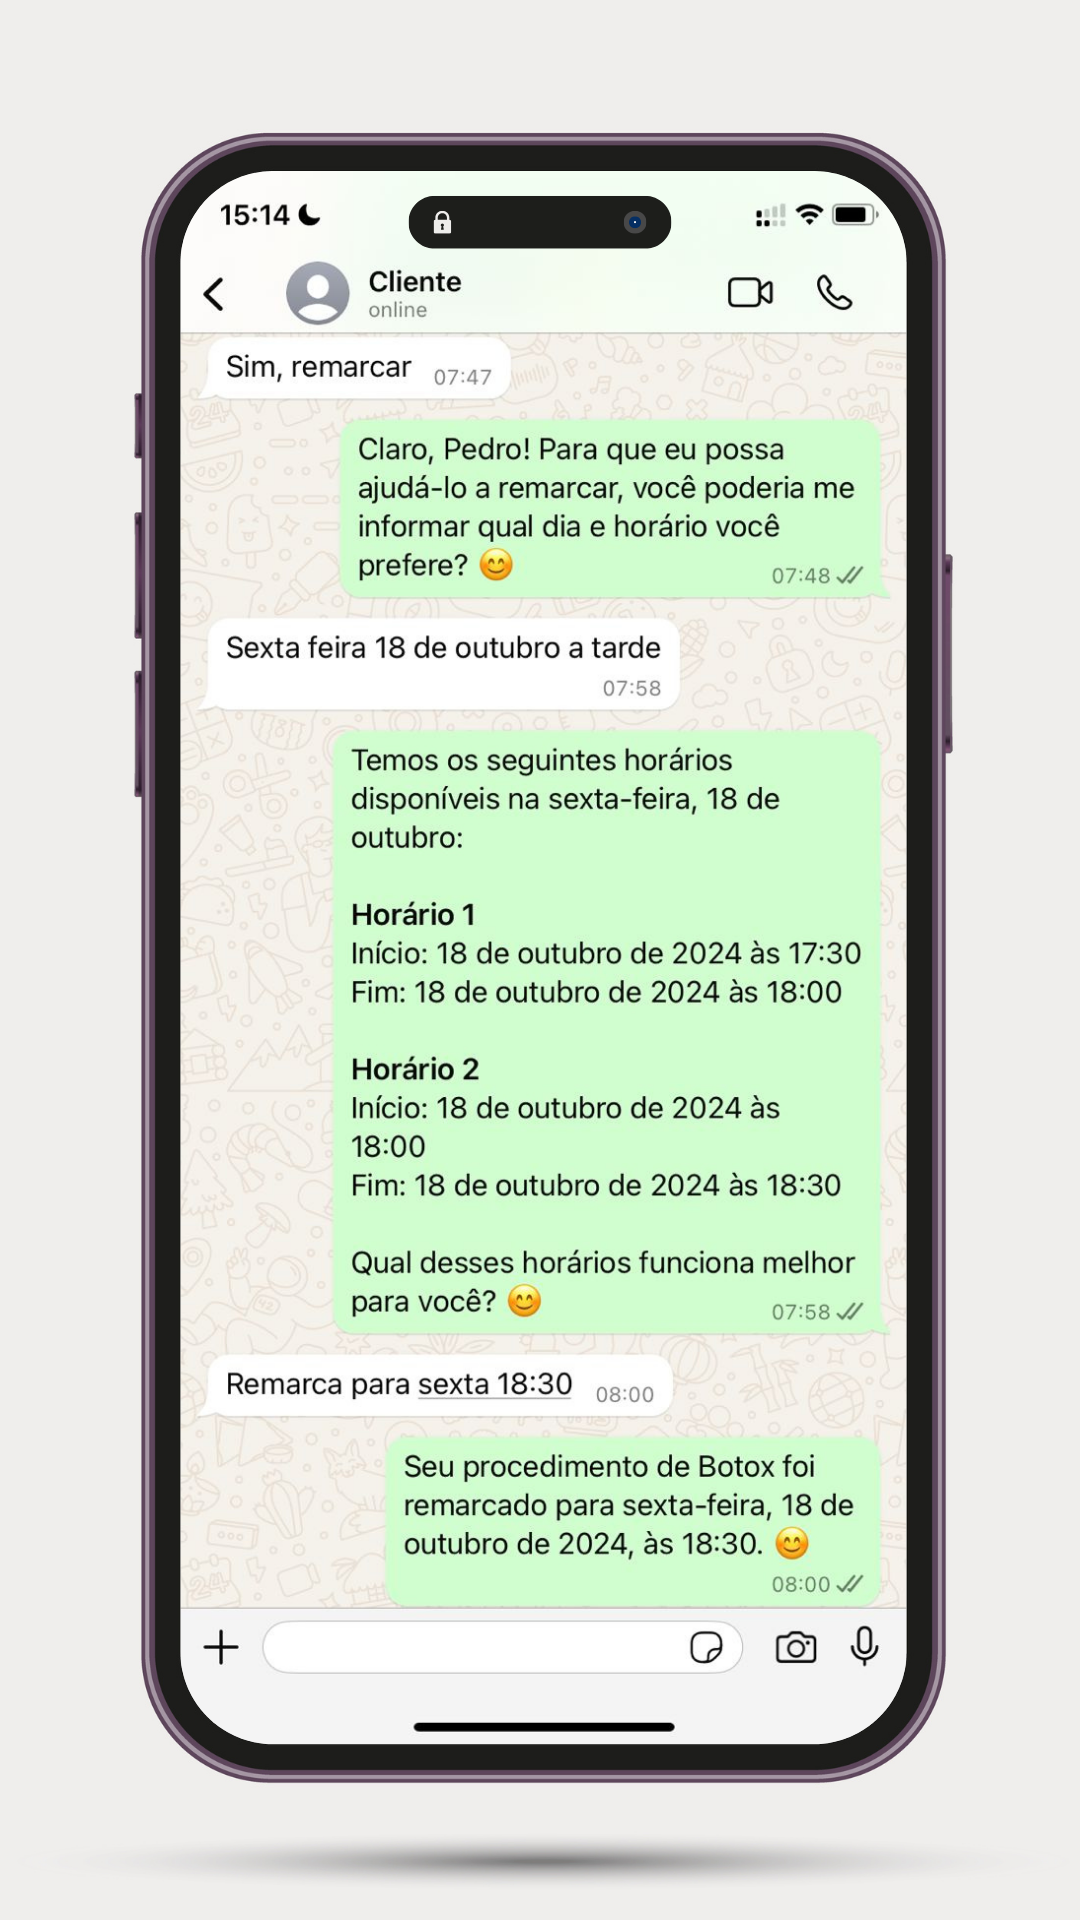 15:14
Cliente
online
Sim, remarcar 07:47
Claro, Pedro! Para que eu possa
ajudá-lo a remarcar, você poderia me
informar qual dia e horário você
prefere? 😊 07:48
Sexta feira 18 de outubro a tarde
07:58
Temos os seguintes horários
disponíveis na sexta-feira, 18 de
outubro:
Horário 1
Início: 18 de outubro de 2024 às 17:30
Fim: 18 de outubro de 2024 às 18:00
Horário 2
Início: 18 de outubro de 2024 às
18:00
Fim: 18 de outubro de 2024 às 18:30
Qual desses horários funciona melhor
para você? 😊 07:58
Remarca para sexta 18:30 08:00
Seu procedimento de Botox foi
remarcado para sexta-feira, 18 de
outubro de 2024, às 18:30. 😊
08:00